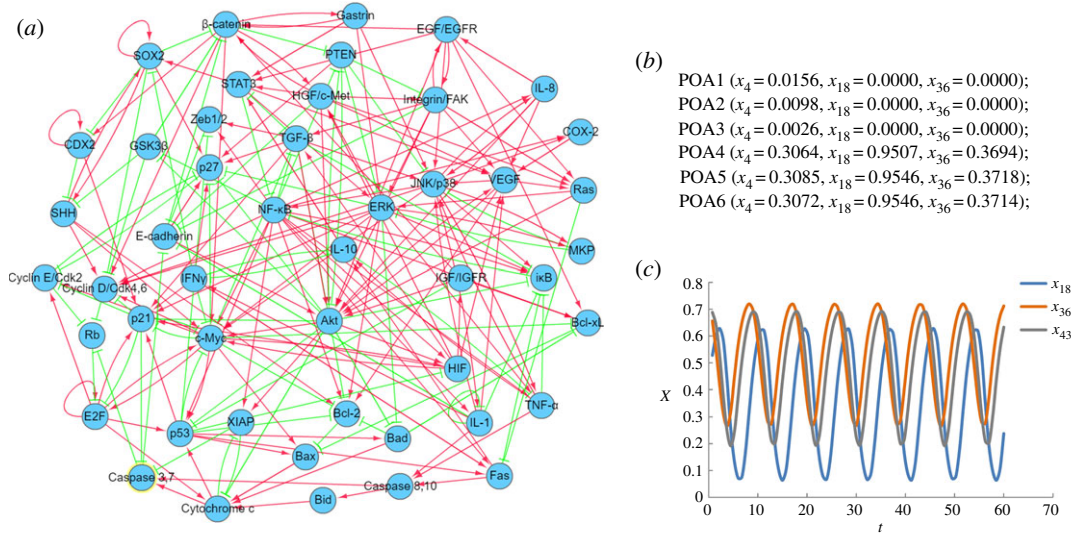 (a)
β-catenin
Gastrin
EGF/EGFR
SOX2
PTEN
STAT3
HGF/c-Met
Integrin/FAK
IL-8
Zeb1/2
COX-2
CDX2
GSK3β
TGF-β
p27
JNK/p38
VEGF
Ras
SHH
NF-κB
ERK
E-cadherin
IL-10
MKP
Cyclin E/Cdk2
Cyclin D/Cdk4,6
IFNγ
IGF/IGFR
iκB
p21
Akt
Bcl-xL
Rb
c-Myc
HIF
E2F
p53
XIAP
Bcl-2
Bad
IL-1
TNF-α
Bax
Caspase 3,7
Cytochrome c
Bid
Caspase 8,10
Fas
(b)
POA1 (x4 = 0.0156, x18 = 0.0000, x36 = 0.0000);
POA2 (x4 = 0.0098, x18 = 0.0000, x36 = 0.0000);
POA3 (x4 = 0.0026, x18 = 0.0000, x36 = 0.0000);
POA4 (x4 = 0.3064, x18 = 0.9507, x36 = 0.3694);
POA5 (x4 = 0.3085, x18 = 0.9546, x36 = 0.3718);
POA6 (x4 = 0.3072, x18 = 0.9546, x36 = 0.3714);
(c)
0.8
0.7
0.6
0.5
0.4
0.3
0.2
0.1
0
X
0 10 20 30 40 50 60 70
t
x18
x36
x43